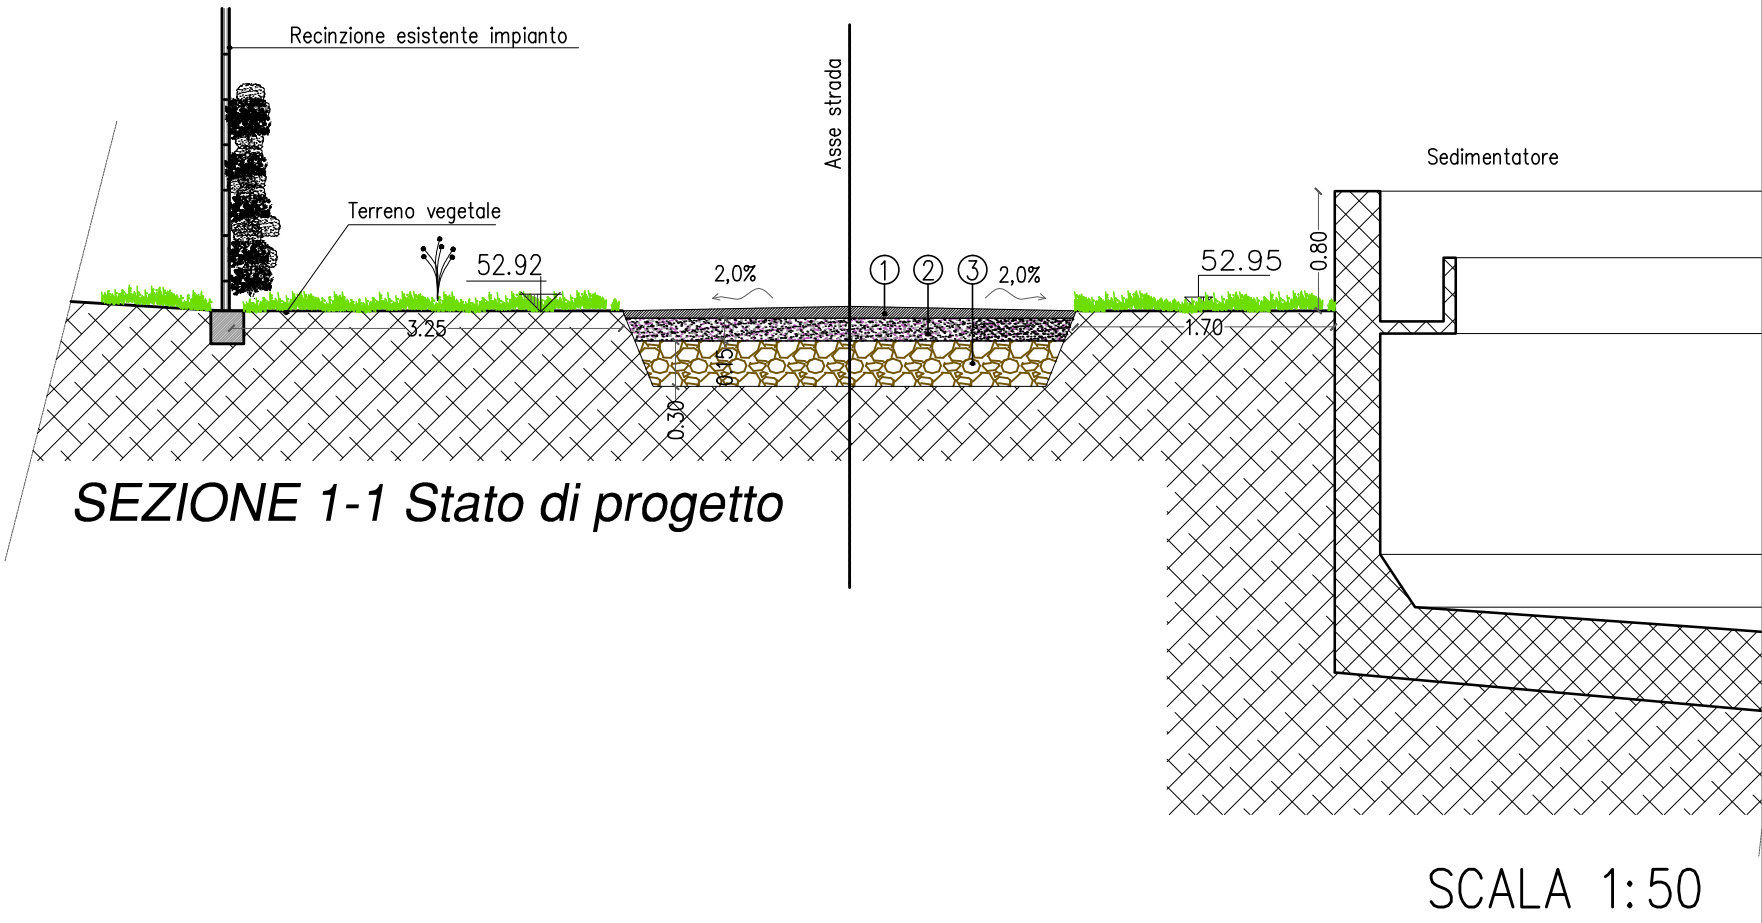 Recinzione esistente impianto
Asse strada
Sedimentatore
Terreno vegetale
52.92
2,0%
1
2
3
2,0%
52.95
0.80
3.25
1.70
0.15
0.30
SEZIONE 1-1 Stato di progetto
SCALA 1:50